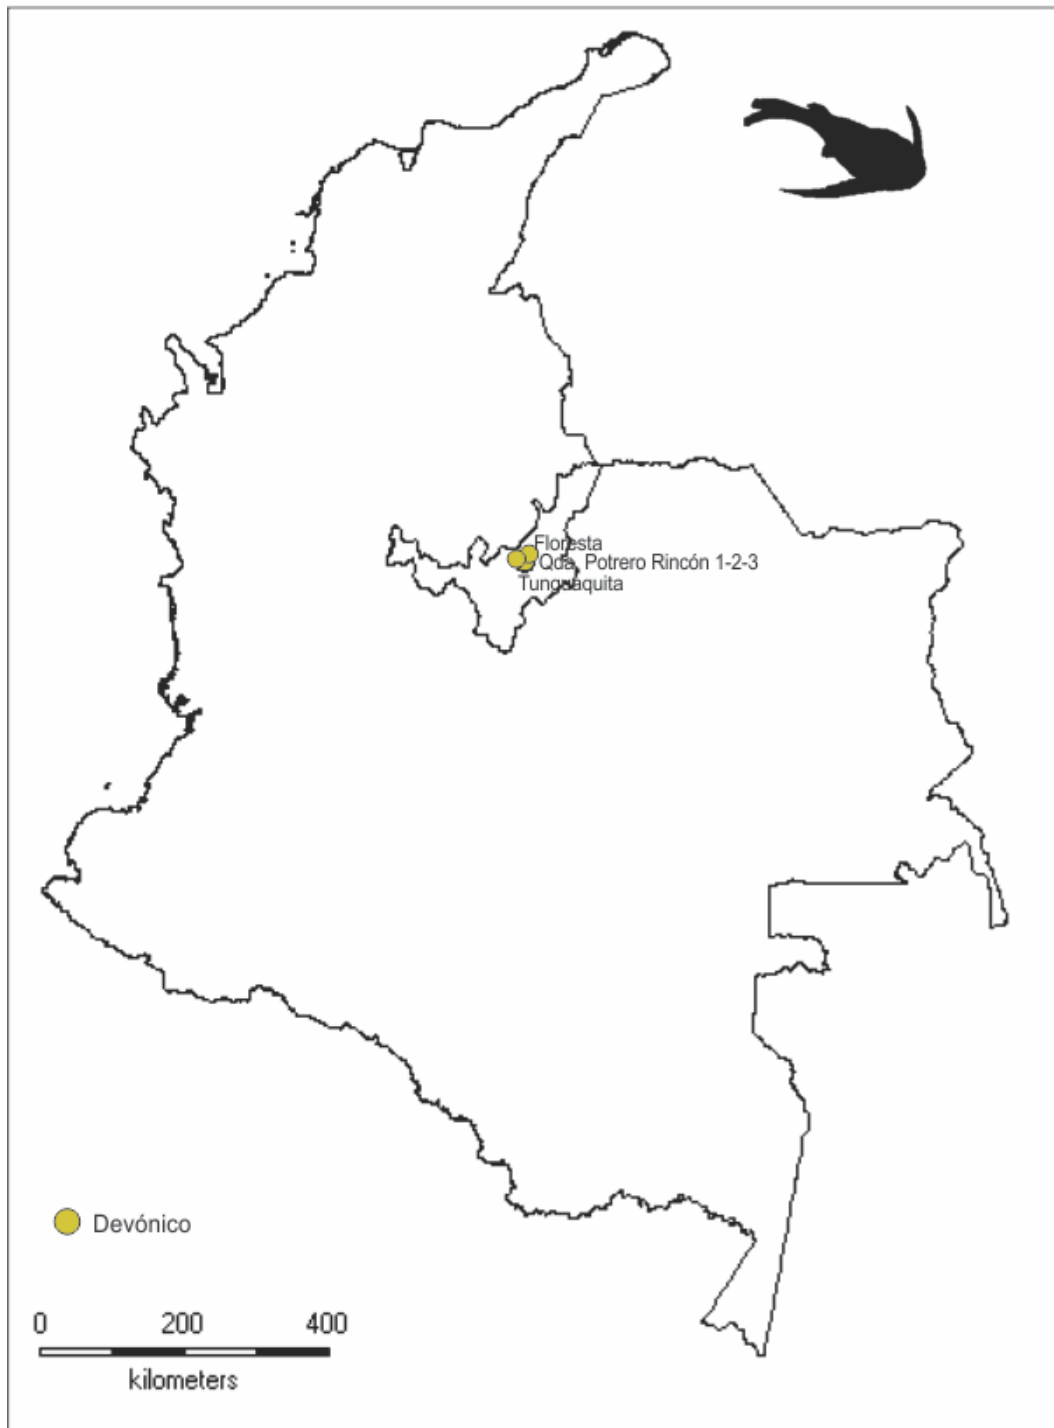 Floresta
Qda. Potrero Rincón 1-2-3
Tunguaquita
Devónico
0 200 400
kilometers